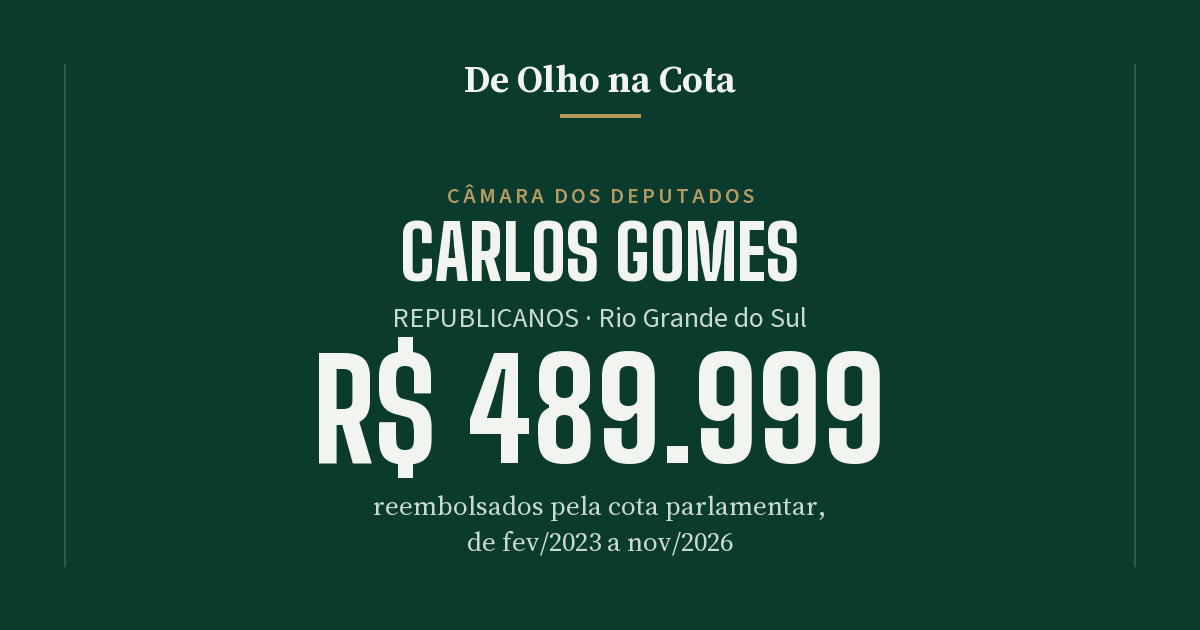 De Olho na Cota
CÂMARA DOS DEPUTADOS
CARLOS GOMES
REPUBLICANOS · Rio Grande do Sul
R$ 489.999
reembolsados pela cota parlamentar,
de fev/2023 a nov/2026